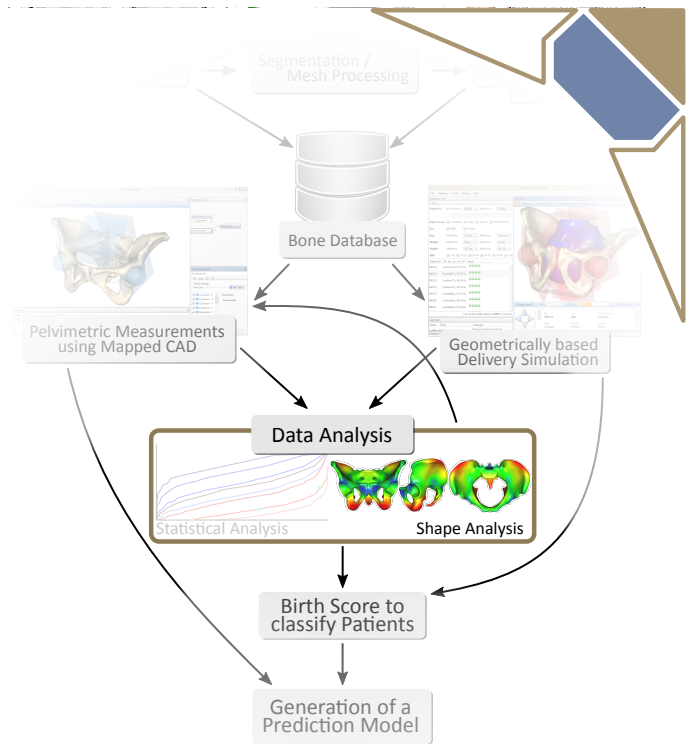 Segmentation /
Mesh Processing
Bone Database
Pelvimetric Measurements
using Mapped CAD
Geometrically based
Delivery Simulation
Data Analysis
Statistical Analysis
Shape Analysis
Birth Score to
classify Patients
Generation of a
Prediction Model